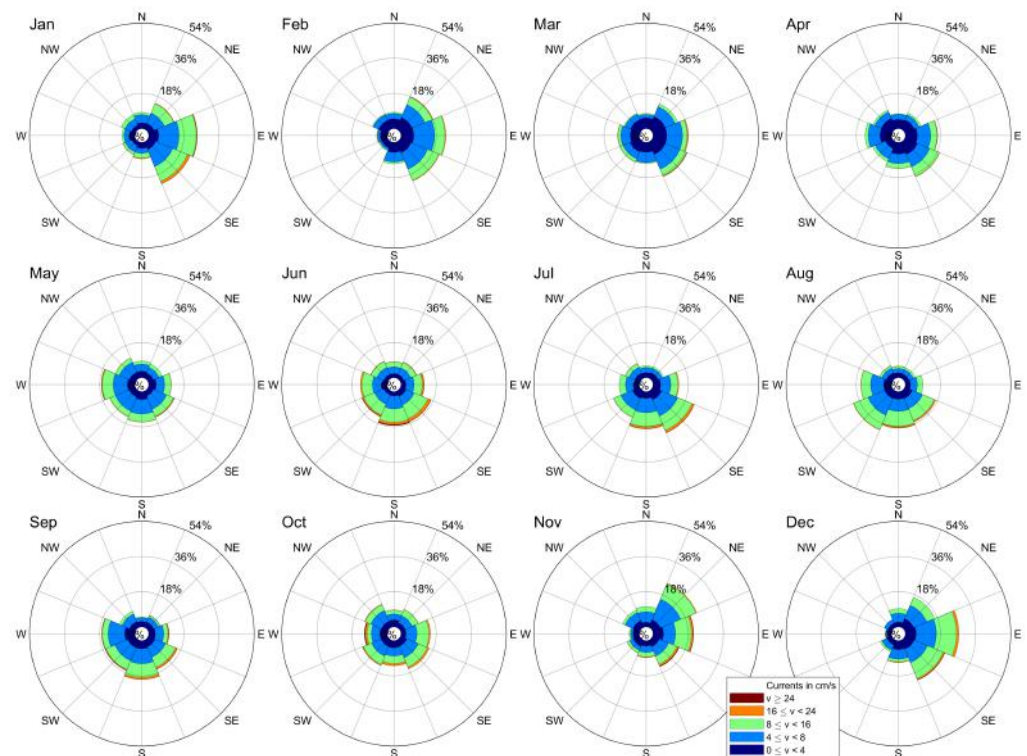 Jan
N
54%
36%
18%
NE
E
SE
S
SW
W
NW
%
Feb
N
54%
36%
18%
NE
E
SE
S
SW
W
NW
%
Mar
N
54%
36%
18%
NE
E
SE
S
SW
W
NW
%
Apr
N
54%
36%
18%
NE
E
SE
S
SW
W
NW
%
May
N
54%
36%
18%
NE
E
SE
S
SW
W
NW
%
Jun
N
54%
36%
18%
NE
E
SE
S
SW
W
NW
%
Jul
N
54%
36%
18%
NE
E
SE
S
SW
W
NW
%
Aug
N
54%
36%
18%
NE
E
SE
S
SW
W
NW
%
Sep
N
54%
36%
18%
NE
E
SE
S
SW
W
NW
%
Oct
N
54%
36%
18%
NE
E
SE
S
SW
W
NW
%
Nov
N
54%
36%
18%
NE
E
S
SW
W
NW
%
Dec
N
54%
36%
18%
NE
E
SE
S
SW
W
NW
%
Currents in cm/s
v ≥ 24
16 ≤ v < 24
8 ≤ v < 16
4 ≤ v < 8
0 ≤ v < 4